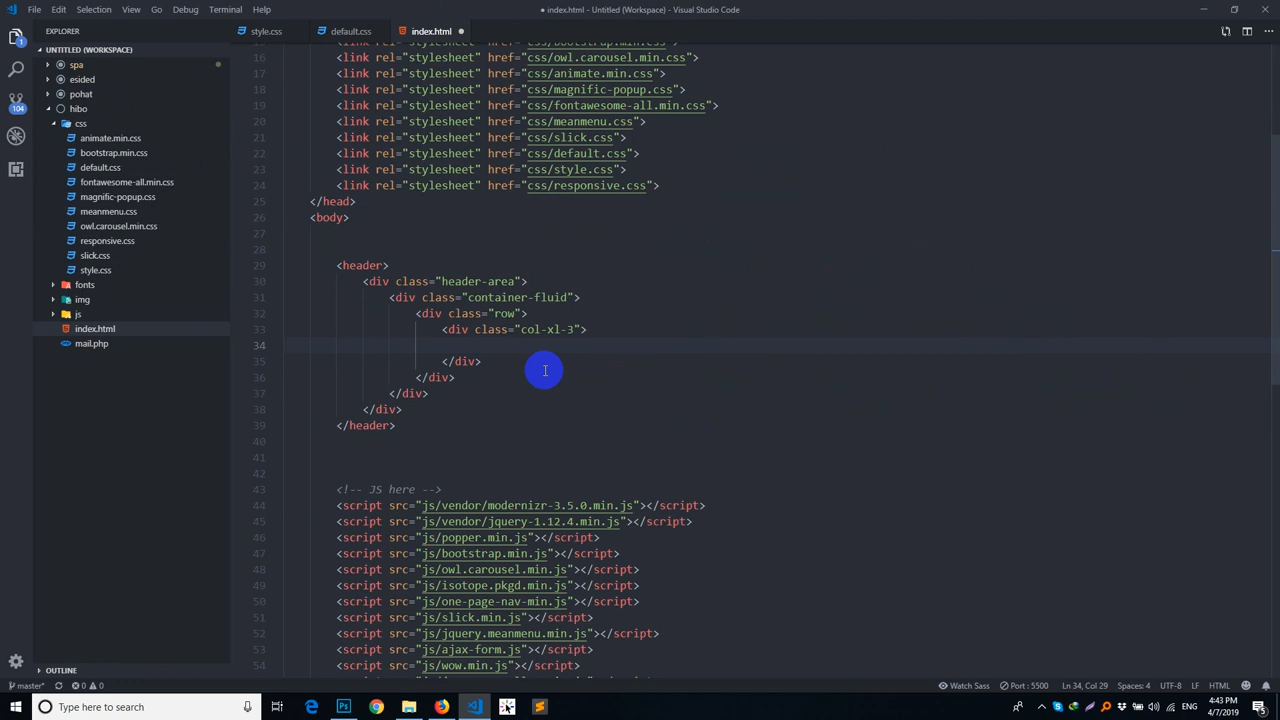 File Edit Selection View Go Debug Terminal Help
● index.html - Untitled (Workspace) - Visual Studio Code
EXPLORER
style.css default.css index.html
UNTITLED (WORKSPACE)
spa
esided
pohat
hibo
css
animate.min.css
bootstrap.min.css
default.css
fontawesome-all.min.css
magnific-popup.css
meanmenu.css
owl.carousel.min.css
responsive.css
slick.css
style.css
fonts
img
js
index.html
mail.php
OUTLINE
1
104
<link rel="stylesheet" href="css/bootstrap.min.css">
16 <link rel="stylesheet" href="css/owl.carousel.min.css">
17 <link rel="stylesheet" href="css/animate.min.css">
18 <link rel="stylesheet" href="css/magnific-popup.css">
19 <link rel="stylesheet" href="css/fontawesome-all.min.css">
20 <link rel="stylesheet" href="css/meanmenu.css">
21 <link rel="stylesheet" href="css/slick.css">
22 <link rel="stylesheet" href="css/default.css">
23 <link rel="stylesheet" href="css/style.css">
24 <link rel="stylesheet" href="css/responsive.css">
25 </head>
26 <body>
27
28
29 <header>
30 <div class="header-area">
31 <div class="container-fluid">
32 <div class="row">
33 <div class="col-xl-3">
34
35 </div>
36 </div>
37 </div>
38 </div>
39 </header>
40
41
42
43 <!-- JS here -->
44 <script src="js/vendor/modernizr-3.5.0.min.js"></script>
45 <script src="js/vendor/jquery-1.12.4.min.js"></script>
46 <script src="js/popper.min.js"></script>
47 <script src="js/bootstrap.min.js"></script>
48 <script src="js/owl.carousel.min.js"></script>
49 <script src="js/isotope.pkgd.min.js"></script>
50 <script src="js/one-page-nav-min.js"></script>
51 <script src="js/slick.min.js"></script>
52 <script src="js/jquery.meanmenu.min.js"></script>
53 <script src="js/ajax-form.js"></script>
54 <script src="js/wow.min.js"></script>
master* 0 0 Watch Sass Port : 5500 Ln 34, Col 29 Spaces: 4 UTF-8 LF HTML
Type here to search
ENG
4:43 PM
4/7/2019
5